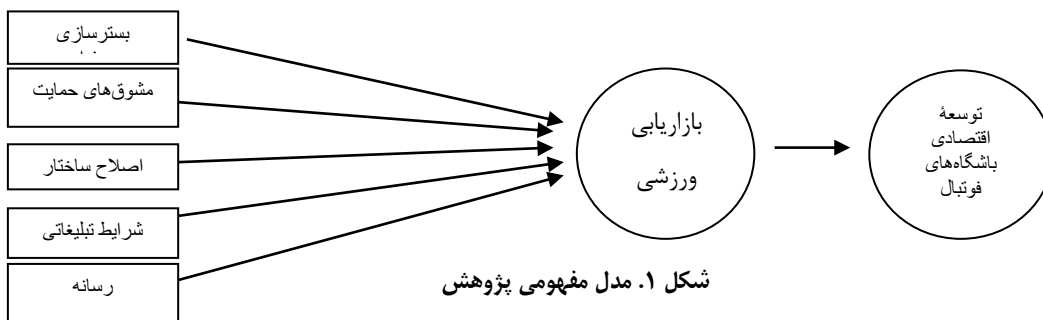 بسترسازی
مشوق‌های حمایت
اصلاح ساختار
شرایط تبلیغاتی
رسانه
بازاریابی
ورزشی
توسعۀ
اقتصادی
باشگاه‌های
فوتبال
شکل ۱. مدل مفهومی پژوهش